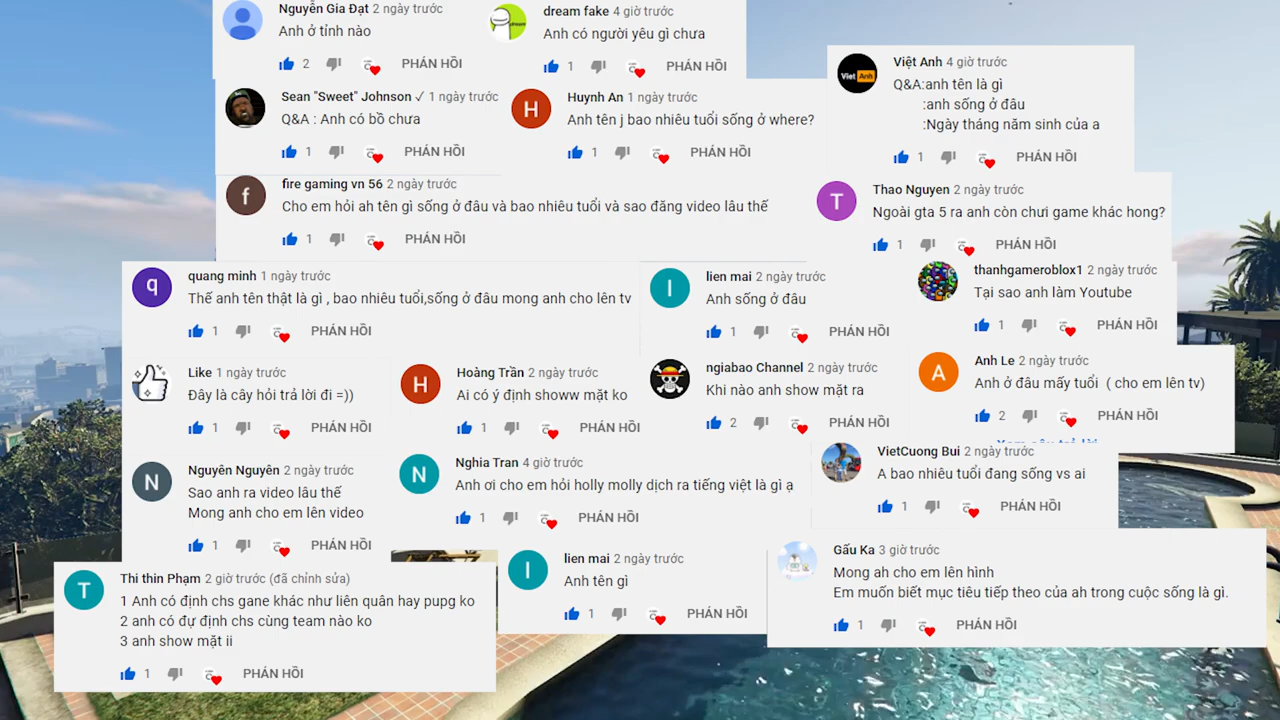 Nguyễn Gia Đạt 2 ngày trước
Anh ở tỉnh nào
2 PHẢN HỒI
dream fake 4 giờ trước
Anh có người yêu gì chưa
1 PHẢN HỒI
Việt Anh 4 giờ trước
Q&A:anh tên là gì
:anh sống ở đâu
:Ngày tháng năm sinh của a
1 PHẢN HỒI
Viet Anh
Sean "Sweet" Johnson ✓ 1 ngày trước
Q&A : Anh có bồ chưa
1 PHẢN HỒI
H
Huynh An 1 ngày trước
Anh tên j bao nhiêu tuổi sống ở where?
1 PHẢN HỒI
f
fire gaming vn 56 2 ngày trước
Cho em hỏi ah tên gì sống ở đâu và bao nhiêu tuổi và sao đăng video lâu thế
1 PHẢN HỒI
T
Thao Nguyen 2 ngày trước
Ngoài gta 5 ra anh còn chưi game khác hong?
1 PHẢN HỒI
q
quang minh 1 ngày trước
Thế anh tên thật là gì , bao nhiêu tuổi,sống ở đâu mong anh cho lên tv
1 PHẢN HỒI
l
lien mai 2 ngày trước
Anh sống ở đâu
1 PHẢN HỒI
thanhgameroblox1 2 ngày trước
Tại sao anh làm Youtube
1 PHẢN HỒI
Like 1 ngày trước
Đây là cây hỏi trả lời đi =))
1 PHẢN HỒI
H
Hoàng Trần 2 ngày trước
Ai có ý định showw mặt ko
1 PHẢN HỒI
ngiabao Channel 2 ngày trước
Khi nào anh show mặt ra
2 PHẢN HỒI
A
Anh Le 2 ngày trước
Anh ở đâu mấy tuổi ( cho em lên tv)
2 PHẢN HỒI
N
Nguyên Nguyên 2 ngày trước
Sao anh ra video lâu thế
Mong anh cho em lên video
1 PHẢN HỒI
N
Nghia Tran 4 giờ trước
Anh ơi cho em hỏi holly molly dịch ra tiếng việt là gì ạ
1 PHẢN HỒI
VietCuong Bui 2 ngày trước
A bao nhiêu tuổi đang sống vs ai
1 PHẢN HỒI
T
Thi thin Phạm 2 giờ trước (đã chỉnh sửa)
1 Anh có định chs gane khác như liên quân hay pupg ko
2 anh có đự định chs cùng team nào ko
3 anh show mặt ii
1 PHẢN HỒI
l
lien mai 2 ngày trước
Anh tên gì
1 PHẢN HỒI
Gấu Ka 3 giờ trước
Mong ah cho em lên hình
Em muốn biết mục tiêu tiếp theo của ah trong cuộc sống là gì.
1 PHẢN HỒI